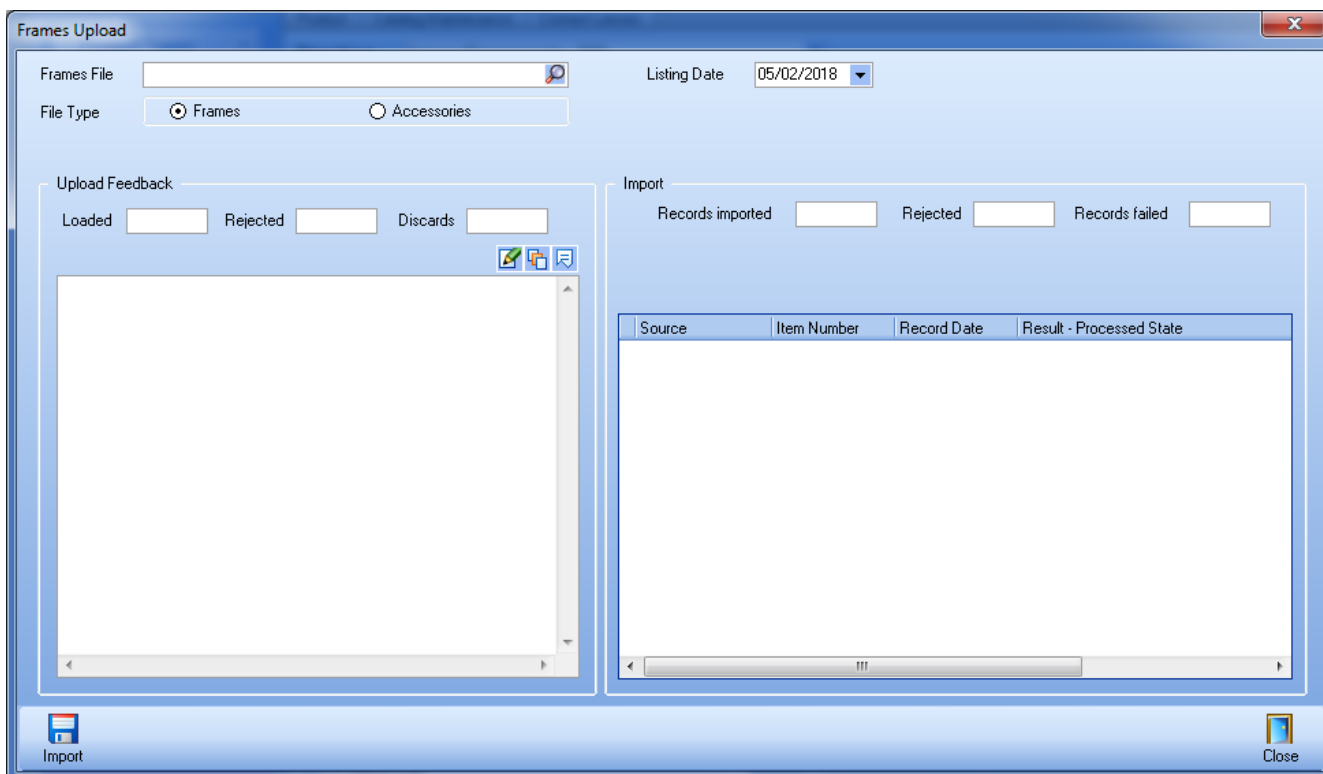 Frames Upload
Frames File
Listing Date 05/02/2018
File Type Frames Accessories
Upload Feedback
Loaded Rejected Discards
Import
Records imported Rejected Records failed
Source Item Number Record Date Result - Processed State
Import
Close